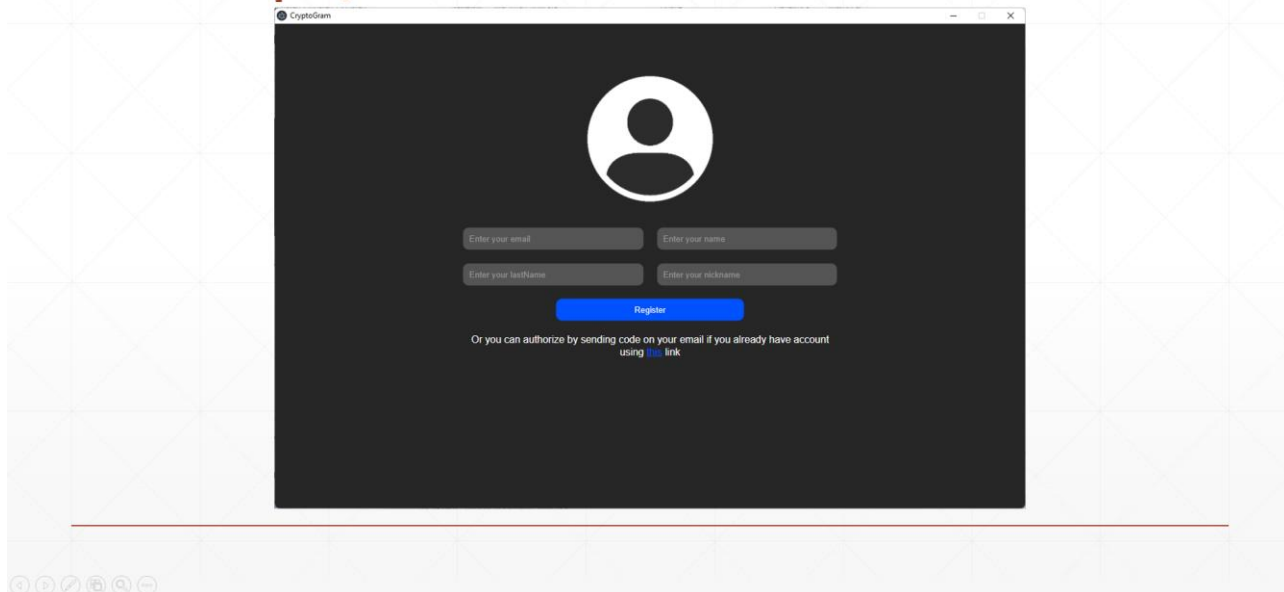 CryptoGram
Enter your email
Enter your name
Enter your lastName
Enter your nickname
Register
Or you can authorize by sending code on your email if you already have account
using this link